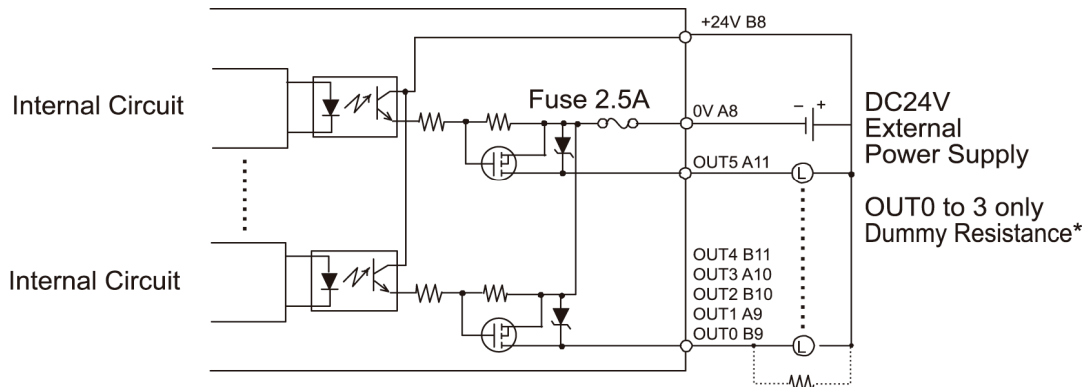 +24V B8
Internal Circuit
Fuse 2.5A
0V A8
− +
DC24V
External
Power Supply
OUT5 A11
L
OUT0 to 3 only
Dummy Resistance*
Internal Circuit
OUT4 B11
OUT3 A10
OUT2 B10
OUT1 A9
OUT0 B9
L